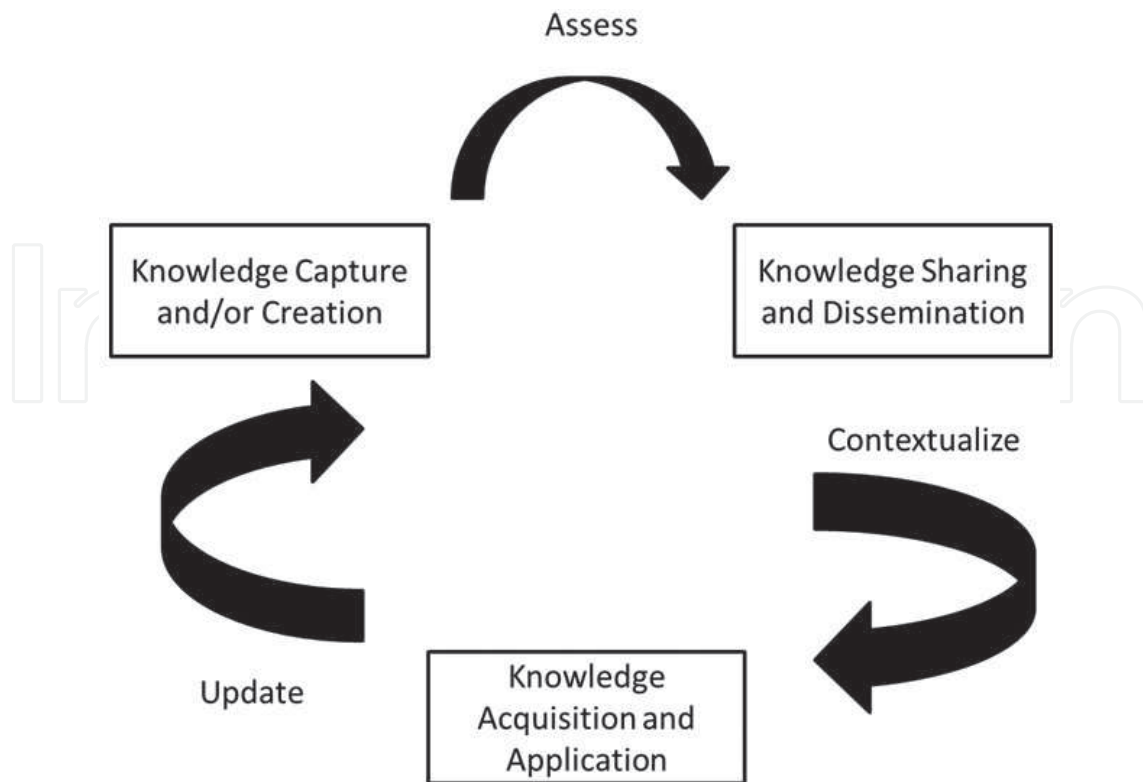 Assess
Knowledge Capture
and/or Creation
Knowledge Sharing
and Dissemination
Contextualize
Update
Knowledge
Acquisition and
Application